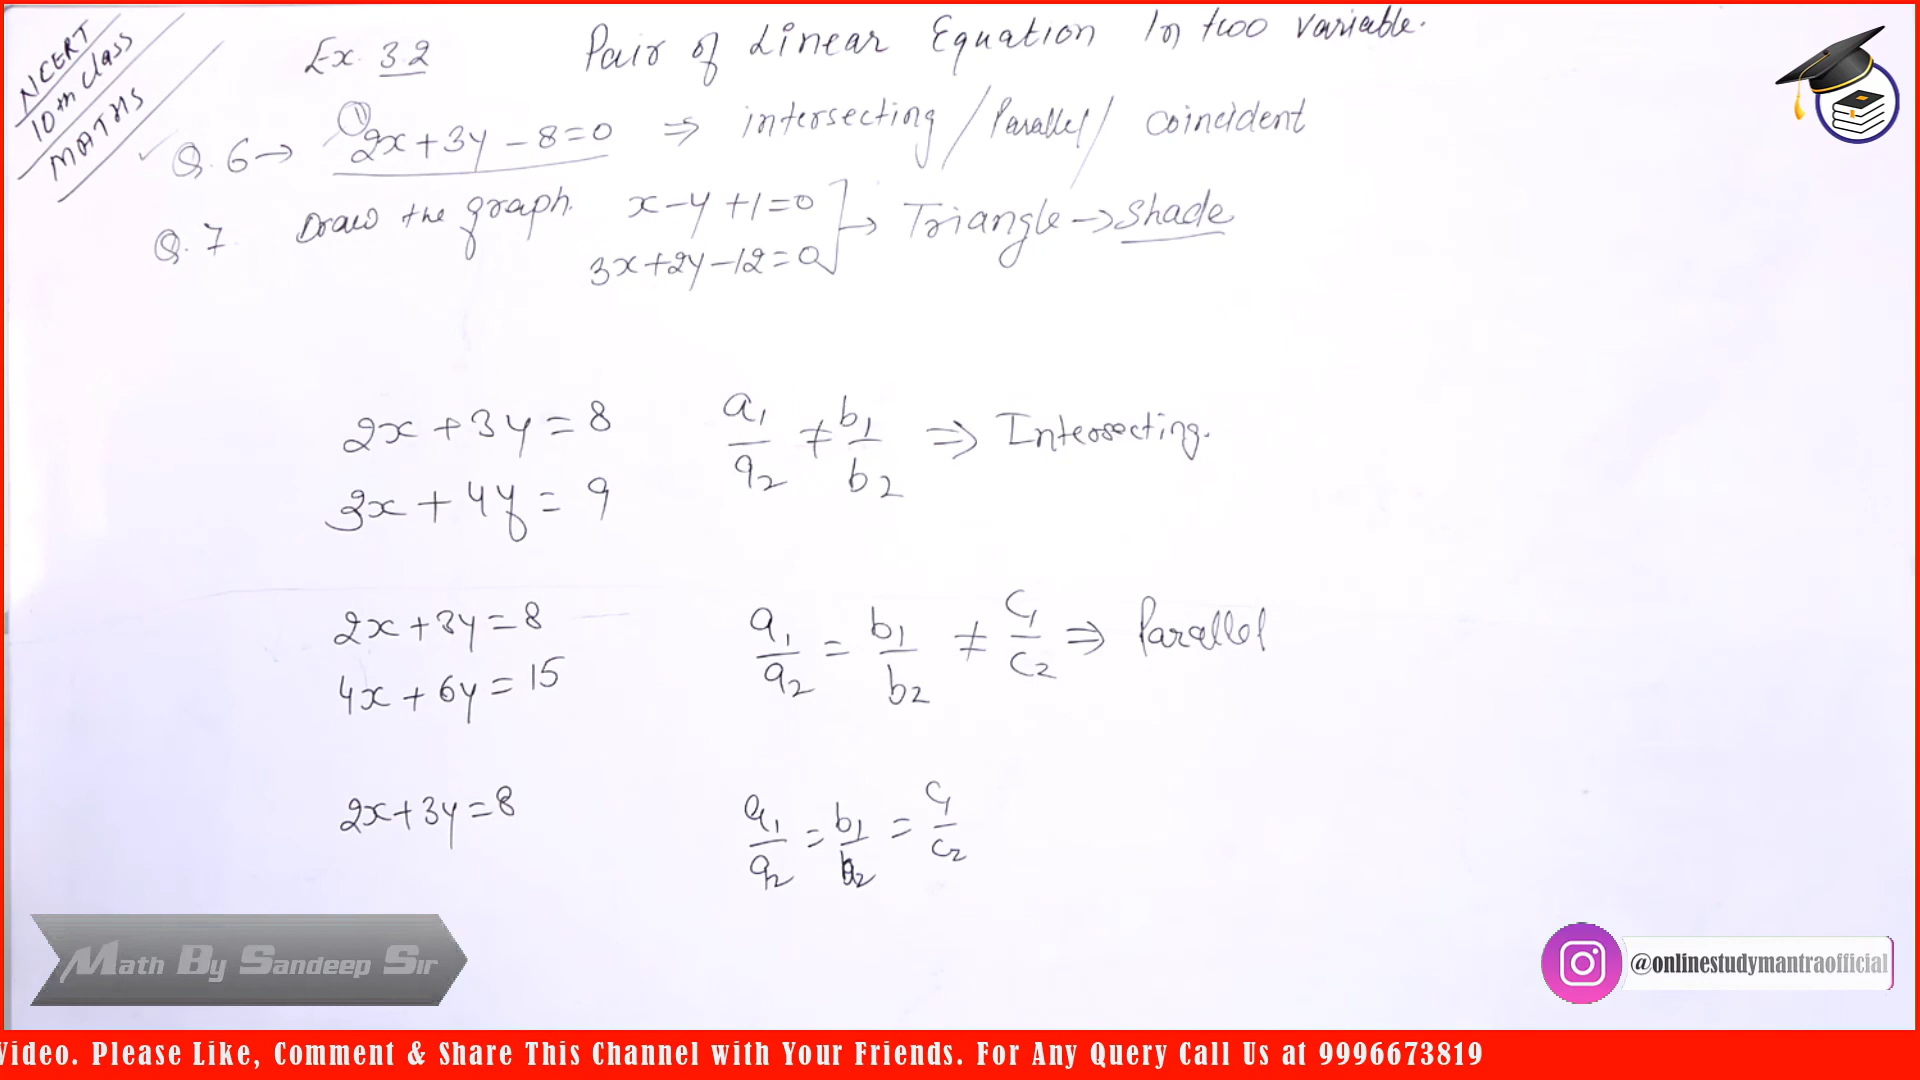 NCERT
10th class
MATHS
Ex. 3.2 Pair of Linear Equation In two variable.
Q.6→ ① 2x+3y-8=0 ⇒ intersecting / Parallel / coincident
Q.7. Draw the graph. x-y+1=0
3x+2y-12=0 → Triangle → Shade
2x+3y=8 a₁/a₂ ≠ b₁/b₂ ⇒ Intersecting.
3x+4y=9
2x+3y=8 a₁/a₂ = b₁/b₂ ≠ c₁/c₂ ⇒ Parallel
4x+6y=15
2x+3y=8 a₁/a₂ = b₁/b₂ = c₁/c₂
Math By Sandeep Sir
@onlinestudymantraofficial
Video. Please Like, Comment & Share This Channel with Your Friends. For Any Query Call Us at 9996673819